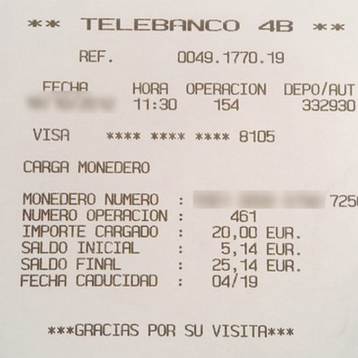 ** TELEBANCO 4B **
REF. 0049.1770.19
FECHA HORA OPERACION DEPO/AUT
11:30 154 332930
VISA **** **** **** 8105
CARGA MONEDERO
MONEDERO NUMERO : 725
NUMERO OPERACION : 461
IMPORTE CARGADO : 20,00 EUR.
SALDO INICIAL : 5,14 EUR.
SALDO FINAL : 25,14 EUR.
FECHA CADUCIDAD : 04/19
***GRACIAS POR SU VISITA***